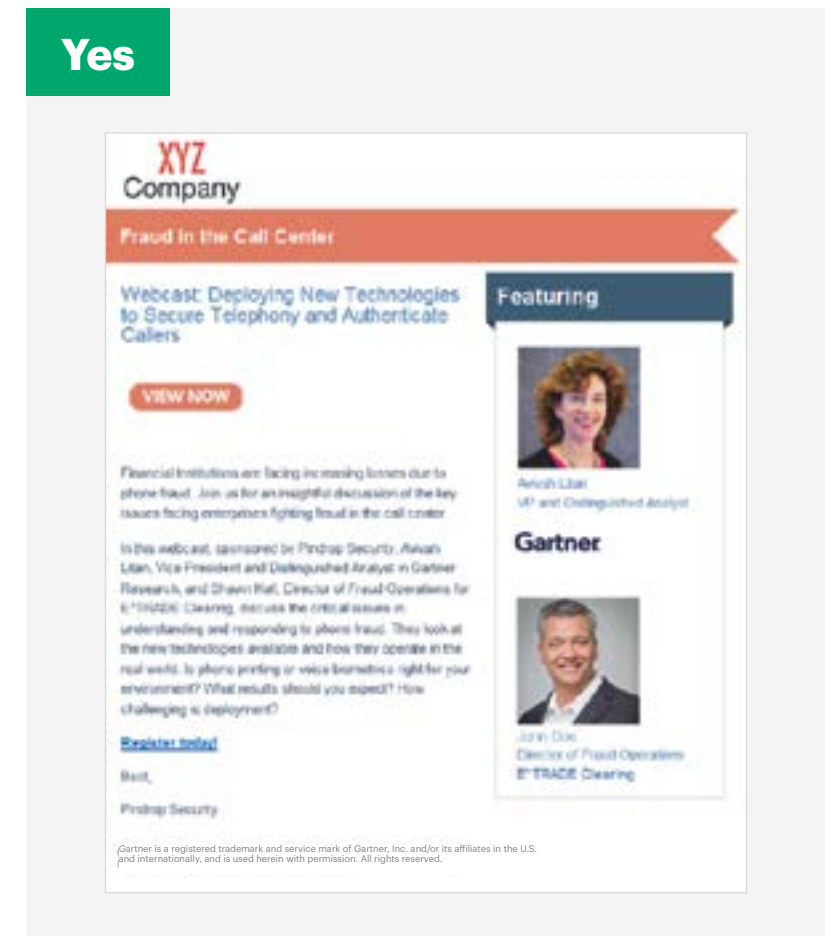 Yes
XYZ
Company
Fraud in the Call Center
Webcast: Deploying New Technologies
to Secure Telephony and Authenticate
Callers
VIEW NOW
Financial Institutions are facing increasing losses due to
phone fraud. Join us for an insightful discussion of the key
issues facing enterprises fighting fraud in the call center
In this webcast, sponsored by Pindrop Security, Avivah
Litan, Vice President and Distinguished Analyst in Gartner
Research, and Shawn Hall, Director of Fraud Operations for
E*TRADE Clearing, discuss the critical issues in
understanding and responding to phone fraud. They look at
the new technologies available and how they operate in the
real world. Is phone printing or voice biometrics right for your
environment? What results should you expect? How
challenging is deployment?
Register today!
Best,
Pindrop Security
Featuring
Avivah Litan
VP and Distinguished Analyst
Gartner
John Doe
Director of Fraud Operations
E*TRADE Clearing
Gartner is a registered trademark and service mark of Gartner, Inc. and/or its affiliates in the U.S.
and internationally, and is used herein with permission. All rights reserved.